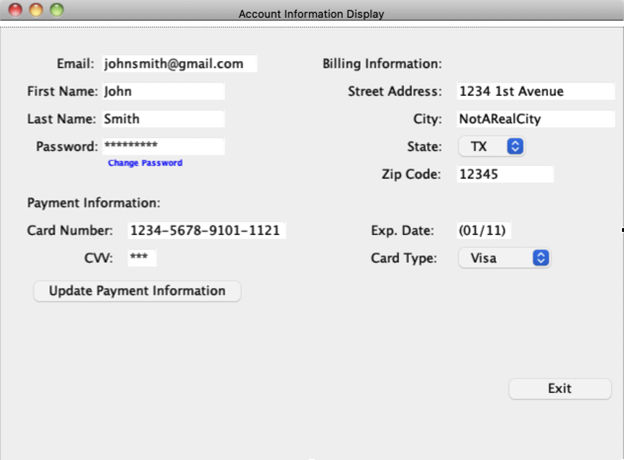 Account Information Display
Email: johnsmith@gmail.com
Billing Information:
First Name: John
Street Address: 1234 1st Avenue
Last Name: Smith
City: NotARealCity
Password: *********
State: TX
Change Password
Zip Code: 12345
Payment Information:
Card Number: 1234-5678-9101-1121
Exp. Date: (01/11)
CVV: ***
Card Type: Visa
Update Payment Information
Exit